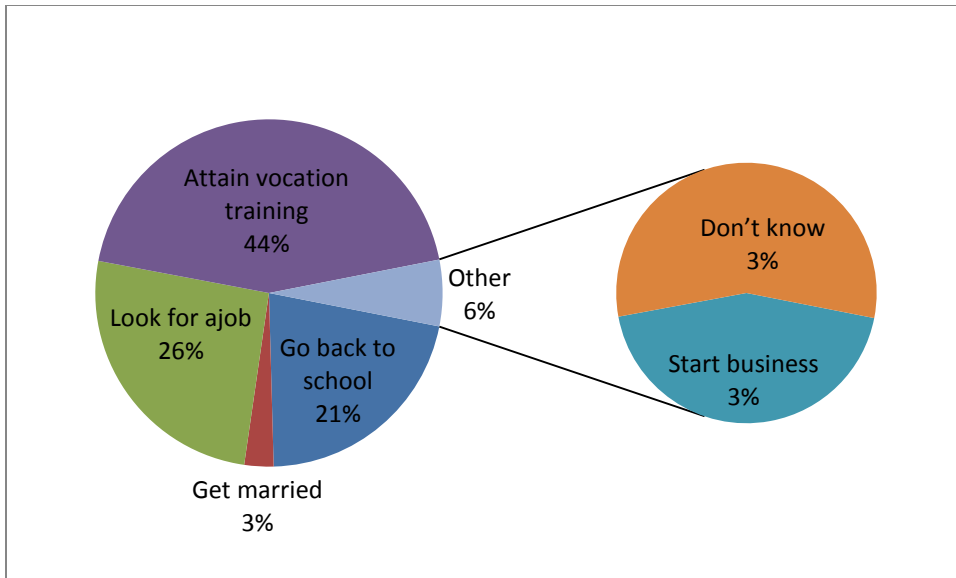 Attain vocation
training
44%
Other
6%
Look for ajob
26%
Go back to
school
21%
Get married
3%
Don’t know
3%
Start business
3%